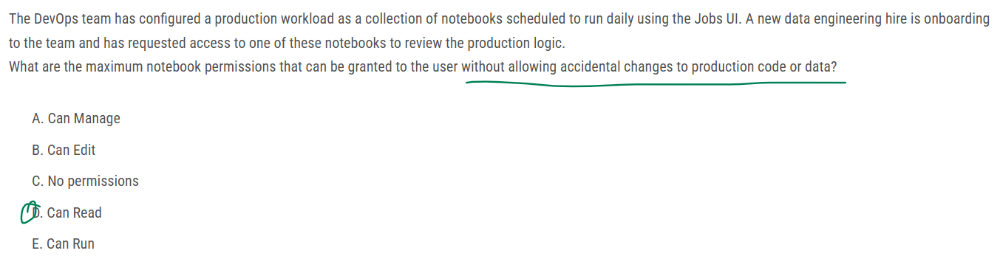 The DevOps team has configured a production workload as a collection of notebooks scheduled to run daily using the Jobs UI. A new data engineering hire is onboarding
to the team and has requested access to one of these notebooks to review the production logic.
What are the maximum notebook permissions that can be granted to the user without allowing accidental changes to production code or data?
A. Can Manage
B. Can Edit
C. No permissions
D. Can Read
E. Can Run